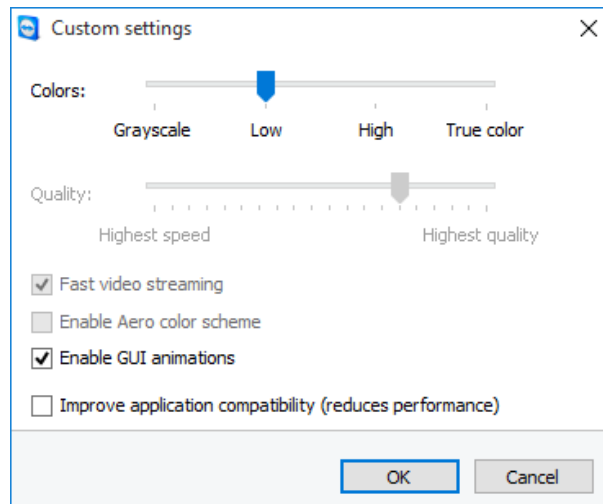 Custom settings
Colors:
Grayscale Low High True color
Quality:
Highest speed Highest quality
Fast video streaming
Enable Aero color scheme
Enable GUI animations
Improve application compatibility (reduces performance)
OK Cancel